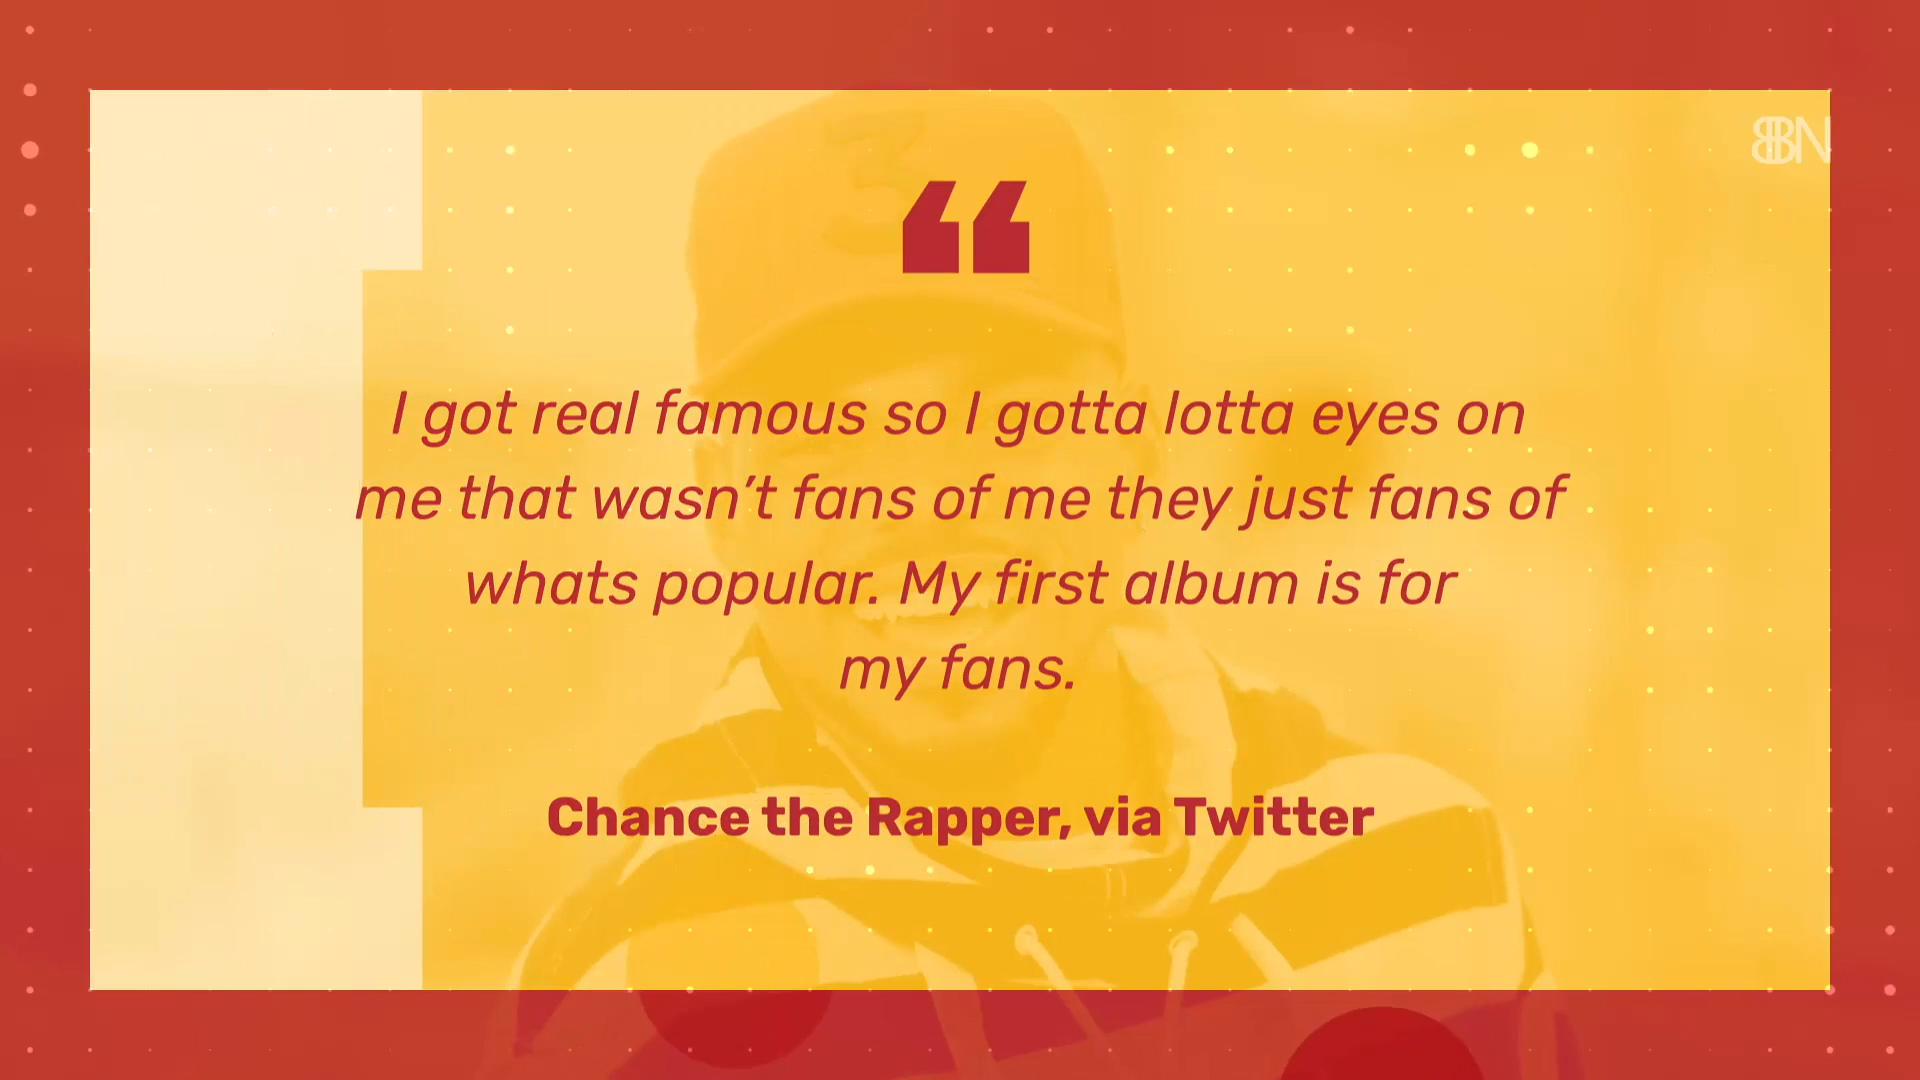 BBN
3
“
I got real famous so I gotta lotta eyes on
me that wasn’t fans of me they just fans of
whats popular. My first album is for
my fans.
Chance the Rapper, via Twitter